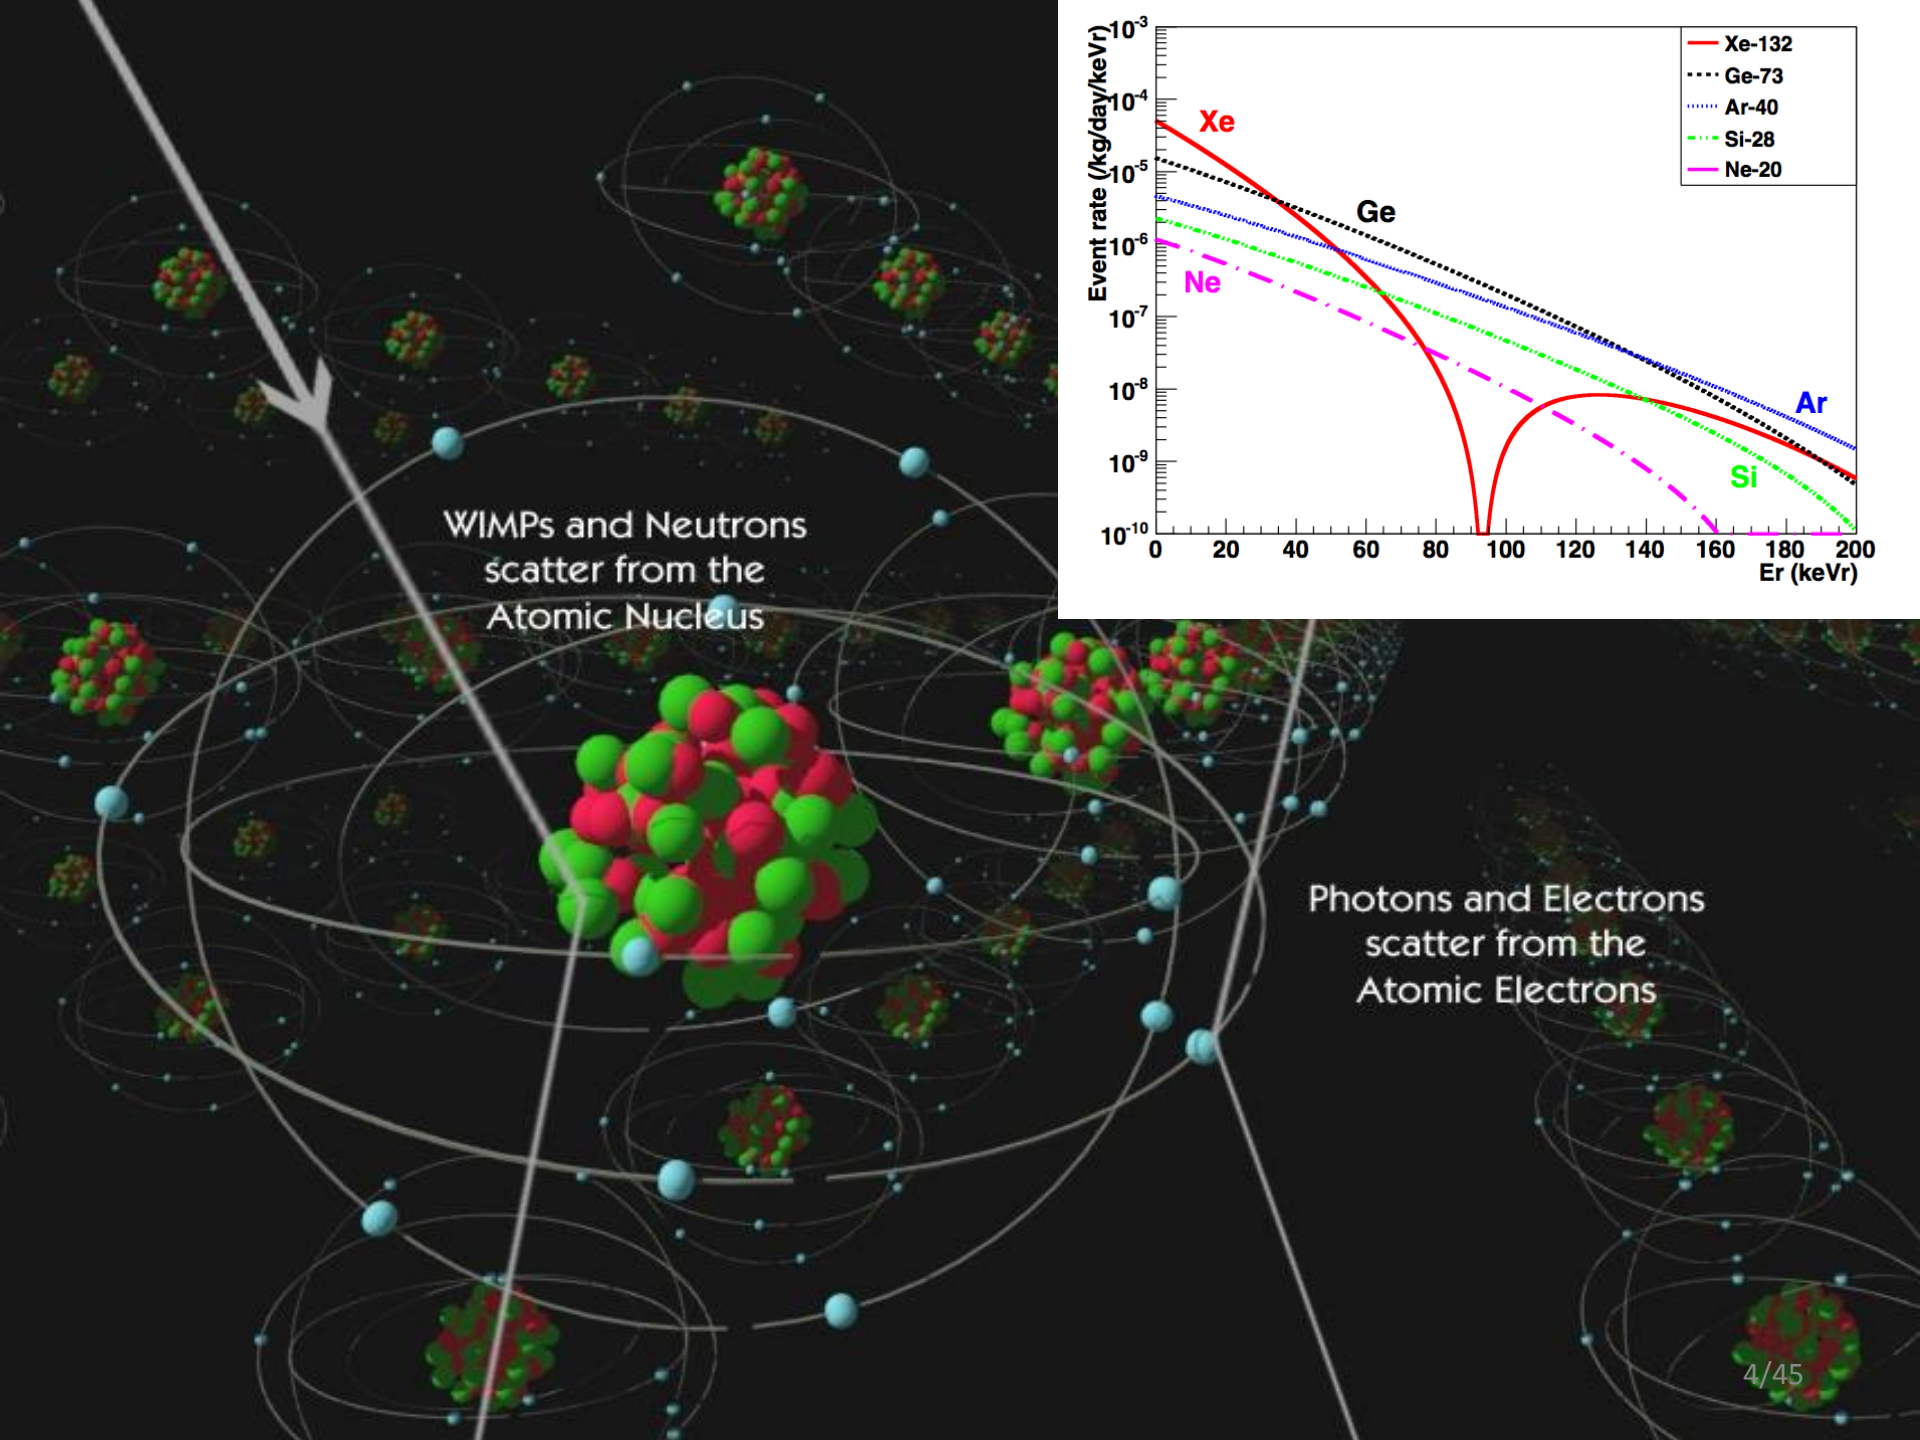 10^-3
10^-4
10^-5
10^-6
10^-7
10^-8
10^-9
10^-10
Event rate (/kg/day/keVr)
Xe-132
Ge-73
Ar-40
Si-28
Ne-20
Xe
Ge
Ne
Ar
Si
0 20 40 60 80 100 120 140 160 180 200
Er (keVr)
WIMPs and Neutrons
scatter from the
Atomic Nucleus
Photons and Electrons
scatter from the
Atomic Electrons
4/45